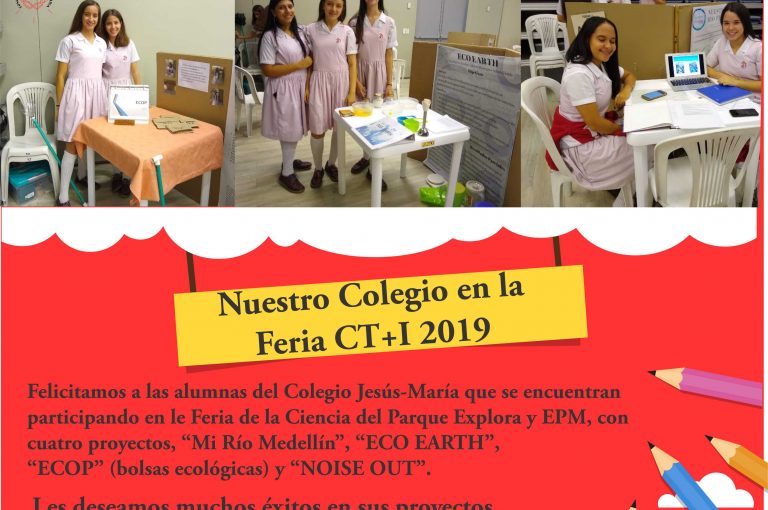 ECOP
ECO EARTH
Nuestro Colegio en la
Feria CT+I 2019
Felicitamos a las alumnas del Colegio Jesús-María que se encuentran
participando en le Feria de la Ciencia del Parque Explora y EPM, con
cuatro proyectos, “Mi Río Medellín”, “ECO EARTH”,
“ECOP” (bolsas ecológicas) y “NOISE OUT”.
Les deseamos muchos éxitos en sus proyectos